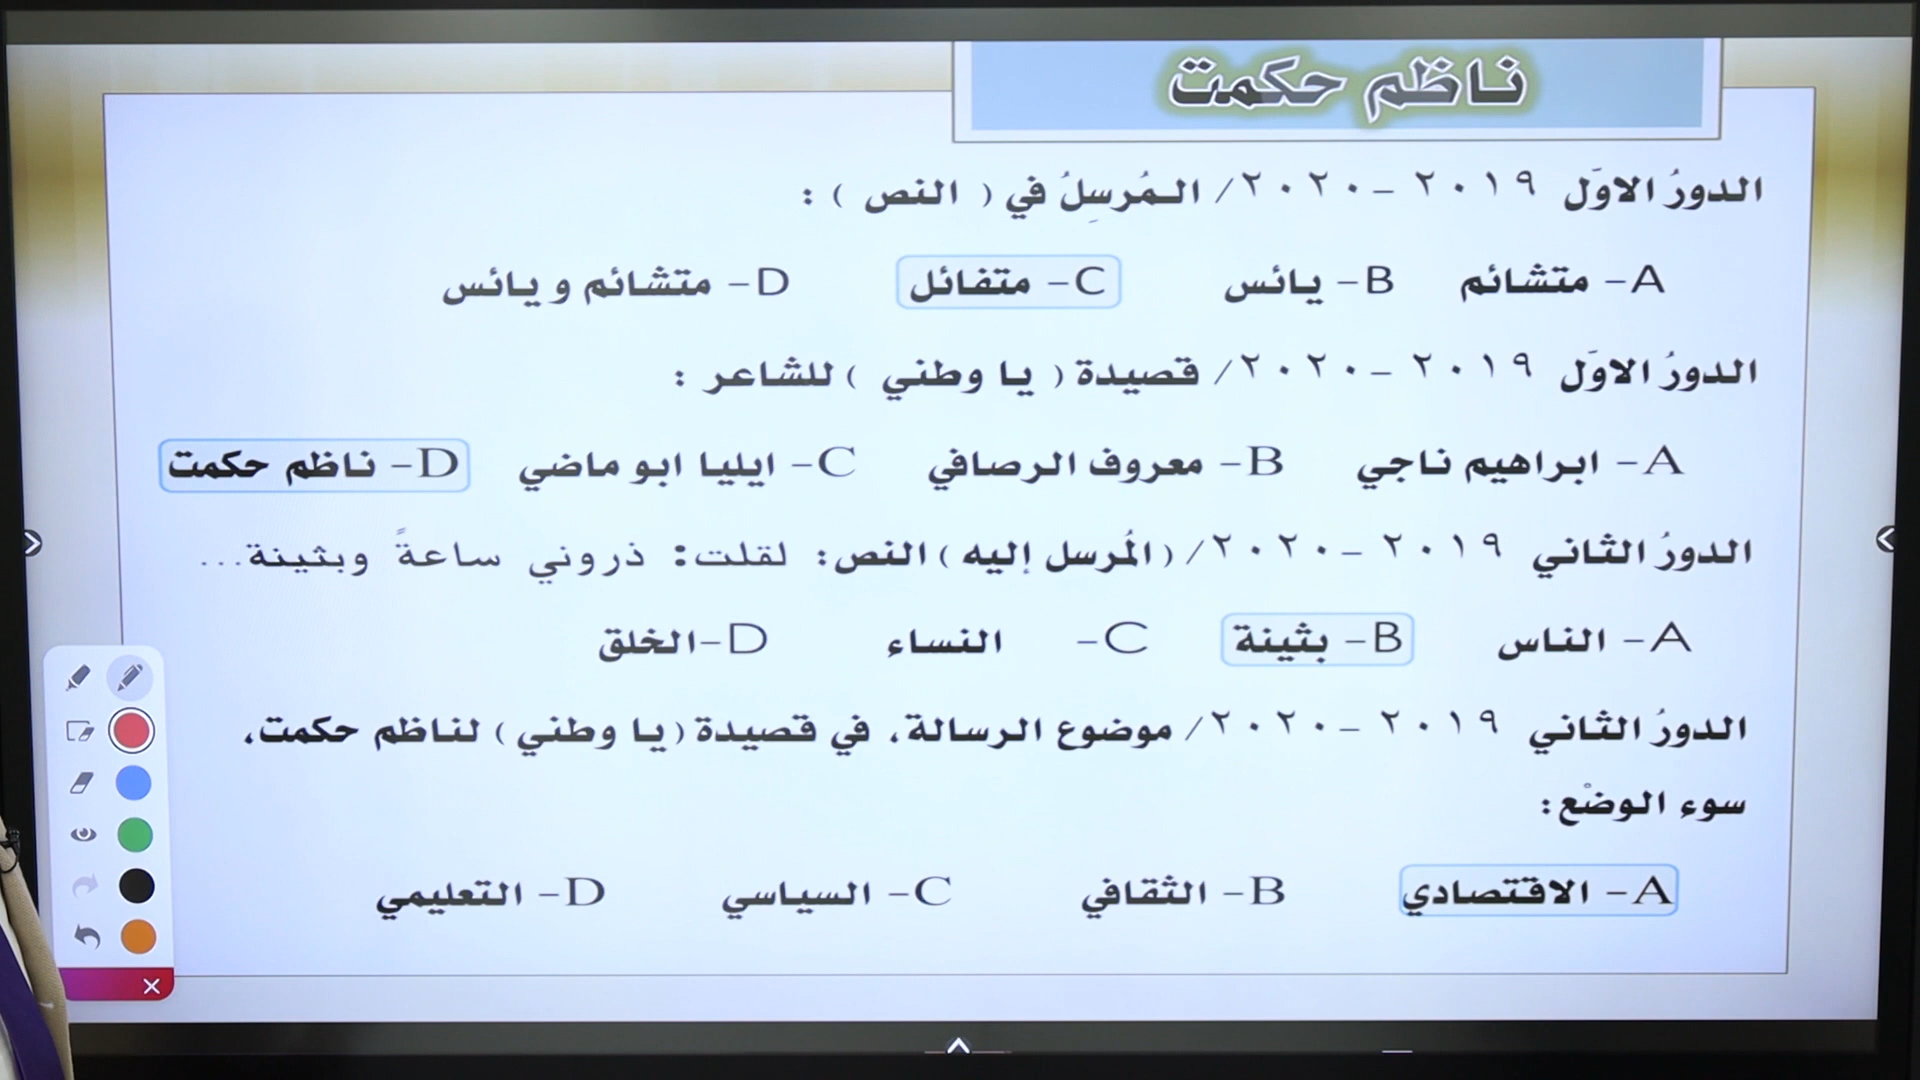 ناظم حكمت
الدورُ الاوّل ٢٠١٩ – ٢٠٢٠/ المُرسِلُ في ( النص ) :
A- متشائم B- يائس C- متفائل D- متشائم و يائس
الدورُ الاوّل ٢٠١٩ – ٢٠٢٠/ قصيدة ( يا وطني ) للشاعر :
A- ابراهيم ناجي B- معروف الرصافي C- ايليا ابو ماضي D- ناظم حكمت
الدورُ الثاني ٢٠١٩ – ٢٠٢٠/ (المُرسل إليه ) النص: لقلت: ذروني ساعةً وبثينة...
A- الناس B- بثينة C- النساء D-الخلق
الدورُ الثاني ٢٠١٩ – ٢٠٢٠/ موضوع الرسالة، في قصيدة (يا وطني ) لناظم حكمت،
سوء الوضْع:
A- الاقتصادي B- الثقافي C- السياسي D- التعليمي